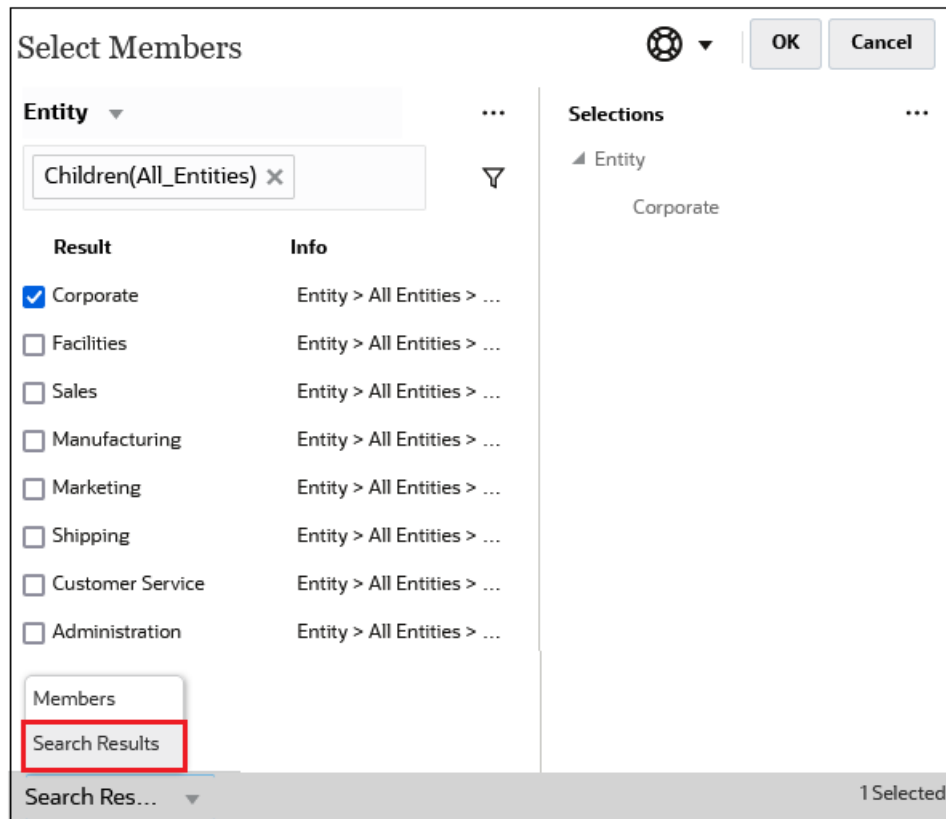 Select Members
OK
Cancel
Entity
...
Selections
...
Children(All_Entities)
Entity
Corporate
Result Info
Corporate Entity > All Entities > ...
Facilities Entity > All Entities > ...
Sales Entity > All Entities > ...
Manufacturing Entity > All Entities > ...
Marketing Entity > All Entities > ...
Shipping Entity > All Entities > ...
Customer Service Entity > All Entities > ...
Administration Entity > All Entities > ...
Members
Search Results
Search Res...
1 Selected